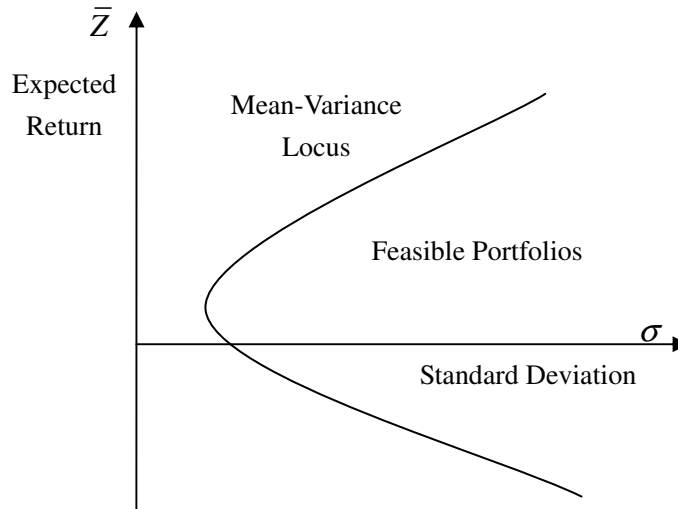 Z̄
Expected
Return
Mean-Variance
Locus
Feasible Portfolios
σ
Standard Deviation